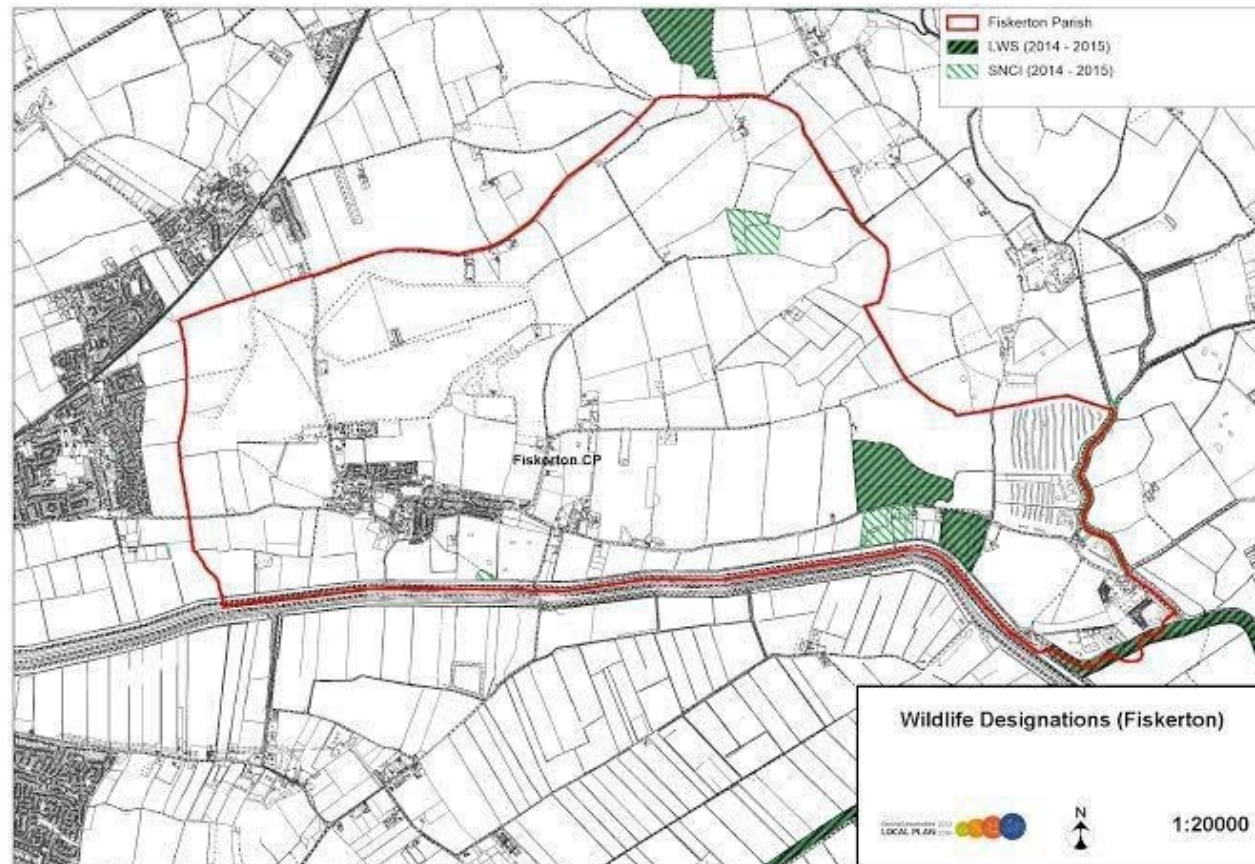 Fiskerton Parish
LWS (2014 - 2015)
SNCI (2014 - 2015)
Fiskerton CP
Wildlife Designations (Fiskerton)
LOCAL PLAN
N
1:20000